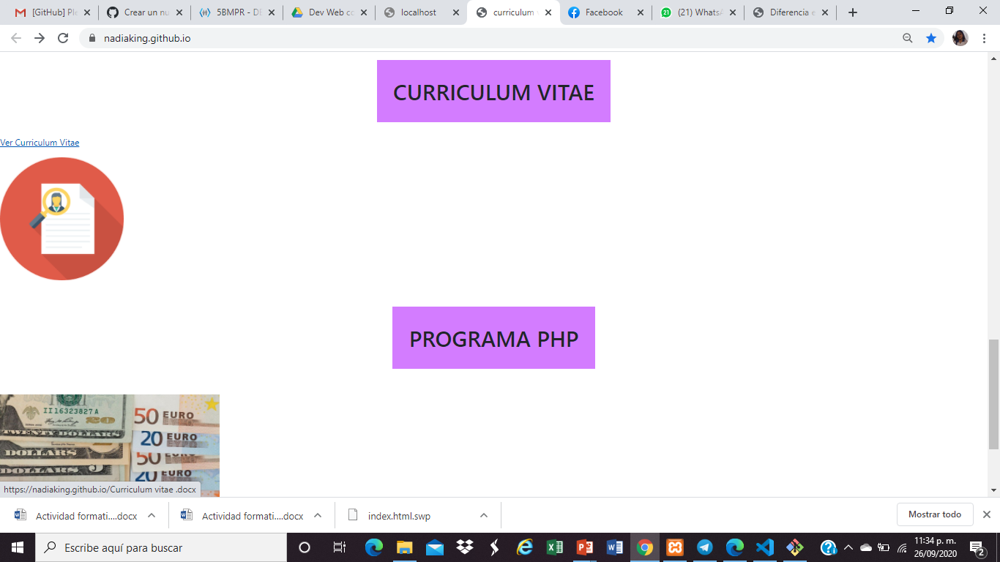 [GitHub] Ple
Crear un nu
5BMPR - DE
Dev Web co
localhost
curriculum
Facebook
(21) WhatsA
Diferencia e
nadiaking.github.io
CURRICULUM VITAE
Ver Curriculum Vitae
PROGRAMA PHP
II16323827A
20
TWENTY DOLLARS
DOLLARS
5
DOLLARS
50 EURO
20 EURO
50 EURO
20 EURO
https://nadiaking.github.io/Curriculum vitae .docx
Actividad formati....docx
Actividad formati....docx
index.html.swp
Mostrar todo
Escribe aquí para buscar
11:34 p. m.
26/09/2020
2